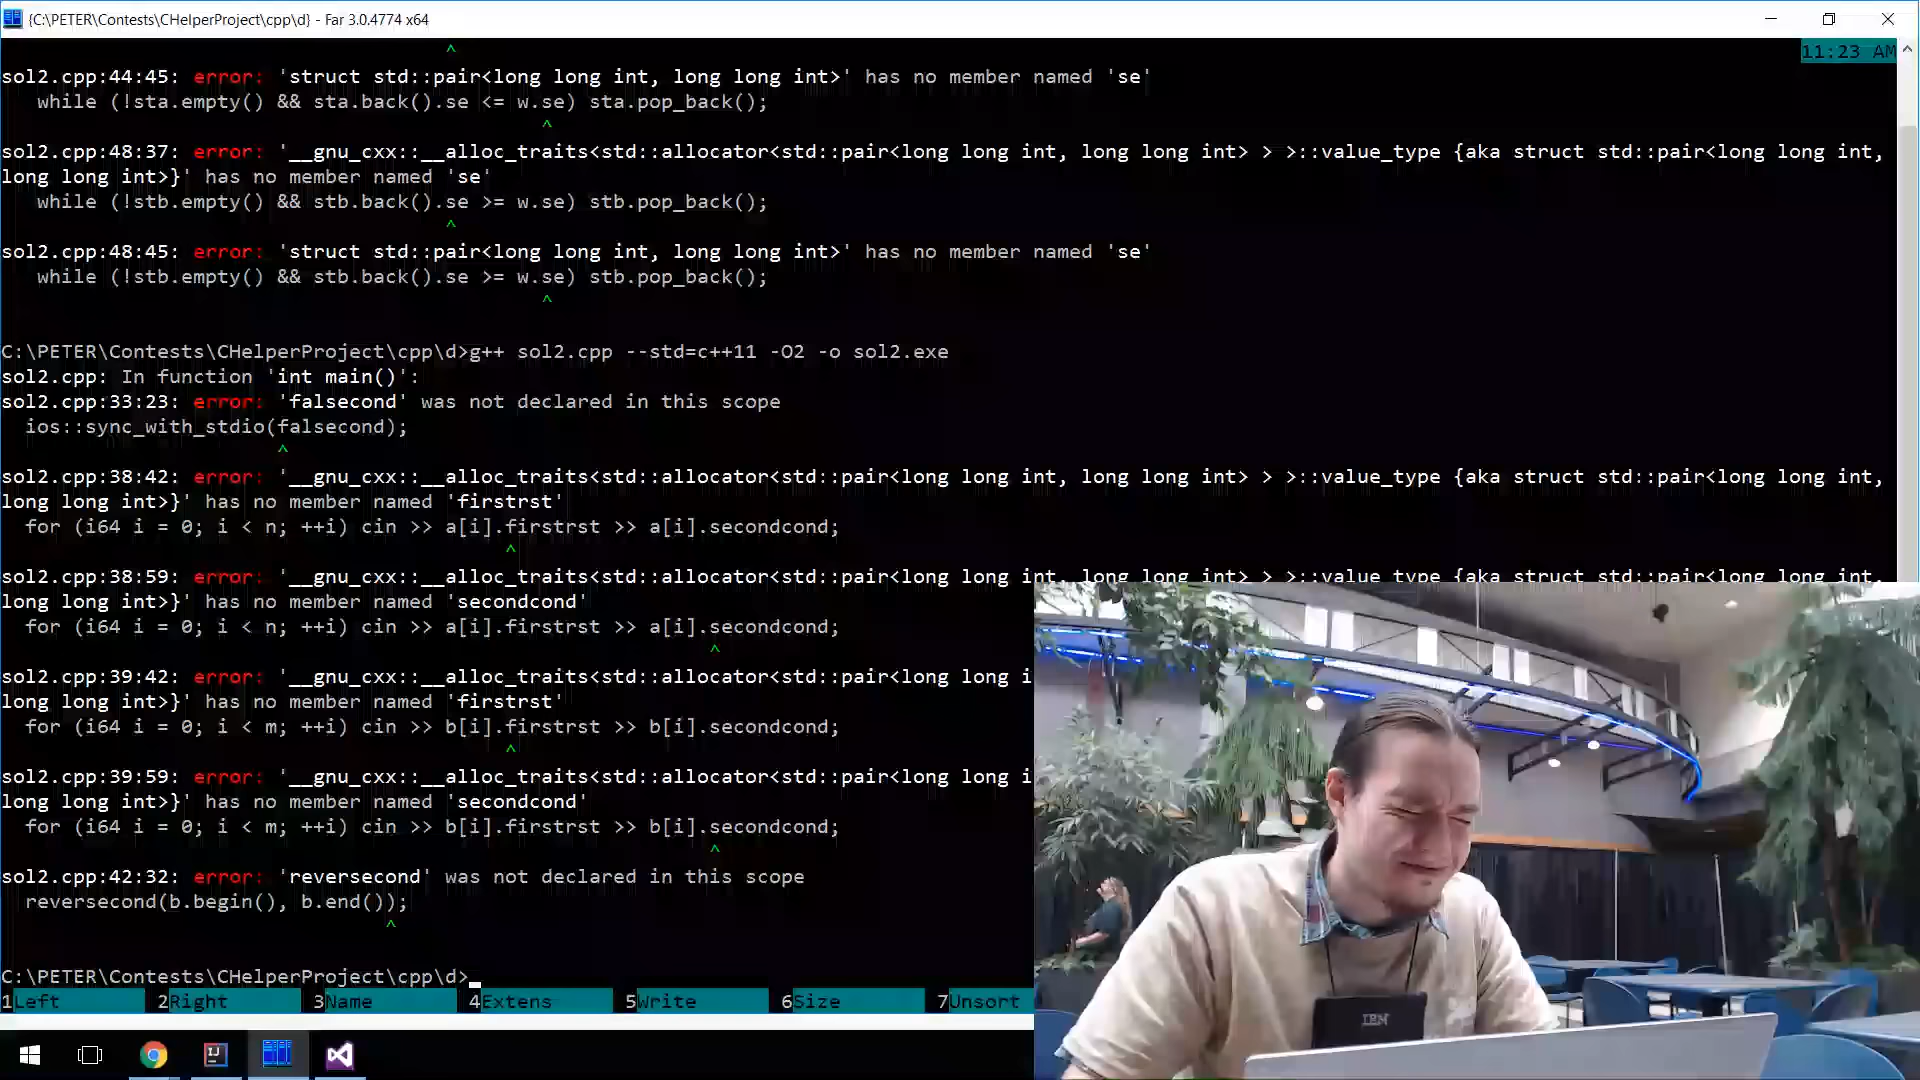 {C:\PETER\Contests\CHelperProject\cpp\d} - Far 3.0.4774 x64
^
11:23 AM
sol2.cpp:44:45: error: 'struct std::pair<long long int, long long int>' has no member named 'se'
while (!sta.empty() && sta.back().se <= w.se) sta.pop_back();
^
sol2.cpp:48:37: error: '__gnu_cxx::__alloc_traits<std::allocator<std::pair<long long int, long long int> > >::value_type {aka struct std::pair<long long int,
long long int>}' has no member named 'se'
while (!stb.empty() && stb.back().se >= w.se) stb.pop_back();
^
sol2.cpp:48:45: error: 'struct std::pair<long long int, long long int>' has no member named 'se'
while (!stb.empty() && stb.back().se >= w.se) stb.pop_back();
^
C:\PETER\Contests\CHelperProject\cpp\d>g++ sol2.cpp --std=c++11 -O2 -o sol2.exe
sol2.cpp: In function 'int main()':
sol2.cpp:33:23: error: 'falsecond' was not declared in this scope
ios::sync_with_stdio(falsecond);
^
sol2.cpp:38:42: error: '__gnu_cxx::__alloc_traits<std::allocator<std::pair<long long int, long long int> > >::value_type {aka struct std::pair<long long int,
long long int>}' has no member named 'firstrst'
for (i64 i = 0; i < n; ++i) cin >> a[i].firstrst >> a[i].secondcond;
^
sol2.cpp:38:59: error: '__gnu_cxx::__alloc_traits<std::allocator<std::pair<long long int, long long int> > >::value_type {aka struct std::pair<long long int,
long long int>}' has no member named 'secondcond'
for (i64 i = 0; i < n; ++i) cin >> a[i].firstrst >> a[i].secondcond;
^
sol2.cpp:39:42: error: '__gnu_cxx::__alloc_traits<std::allocator<std::pair<long long i
long long int>}' has no member named 'firstrst'
for (i64 i = 0; i < m; ++i) cin >> b[i].firstrst >> b[i].secondcond;
^
sol2.cpp:39:59: error: '__gnu_cxx::__alloc_traits<std::allocator<std::pair<long long i
long long int>}' has no member named 'secondcond'
for (i64 i = 0; i < m; ++i) cin >> b[i].firstrst >> b[i].secondcond;
^
sol2.cpp:42:32: error: 'reversecond' was not declared in this scope
reversecond(b.begin(), b.end());
^
C:\PETER\Contests\CHelperProject\cpp\d>
1Left 2Right 3Name 4Extens 5Write 6Size 7Unsort
IBM
IJ